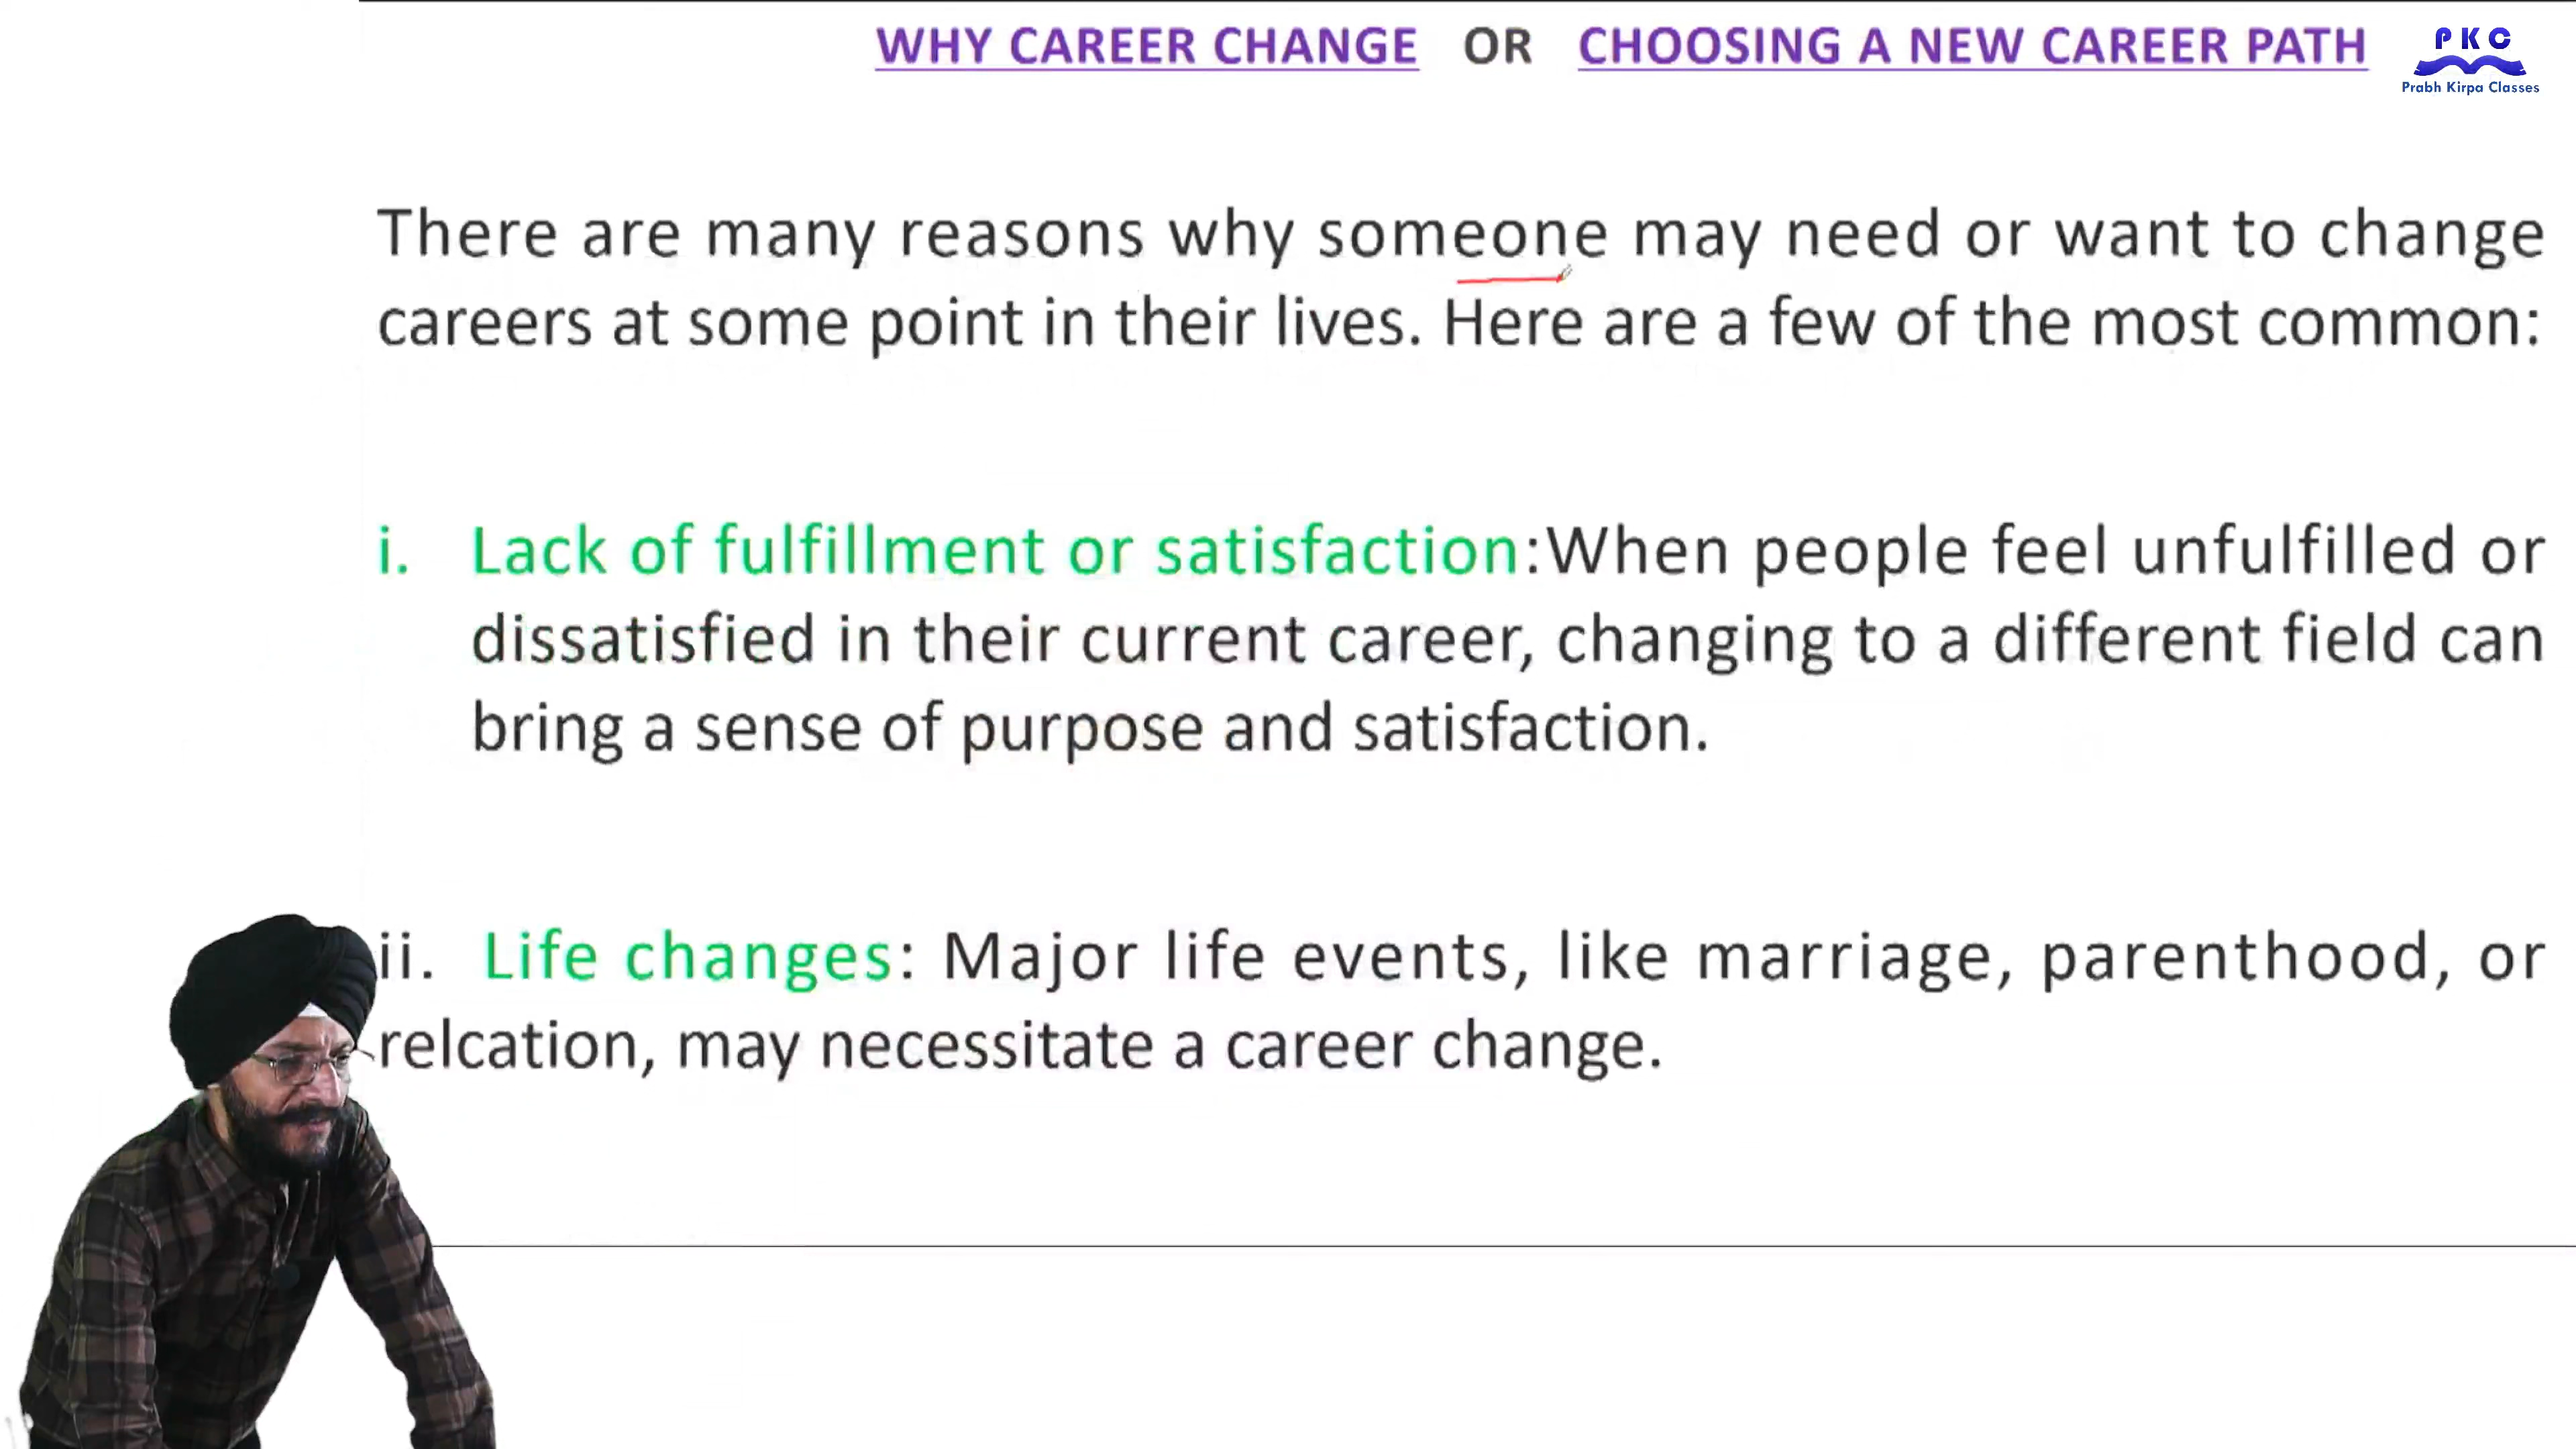 WHY CAREER CHANGE OR CHOOSING A NEW CAREER PATH
PKC
Prabh Kirpa Classes
There are many reasons why someone may need or want to change
careers at some point in their lives. Here are a few of the most common:
i. Lack of fulfillment or satisfaction:When people feel unfulfilled or
dissatisfied in their current career, changing to a different field can
bring a sense of purpose and satisfaction.
ii. Life changes: Major life events, like marriage, parenthood, or
relcation, may necessitate a career change.